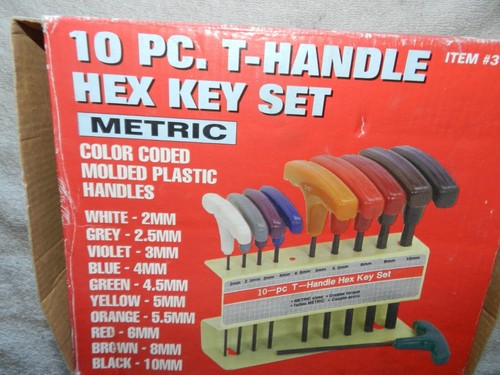 10 PC. T-HANDLE
ITEM #3
HEX KEY SET
METRIC
COLOR CODED
MOLDED PLASTIC
HANDLES
WHITE - 2MM
GREY - 2.5MM
VIOLET - 3MM
BLUE - 4MM
GREEN - 4.5MM
YELLOW - 5MM
ORANGE - 5.5MM
RED - 6MM
BROWN - 8MM
BLACK - 10MM
10-pc T-Handle Hex Key Set